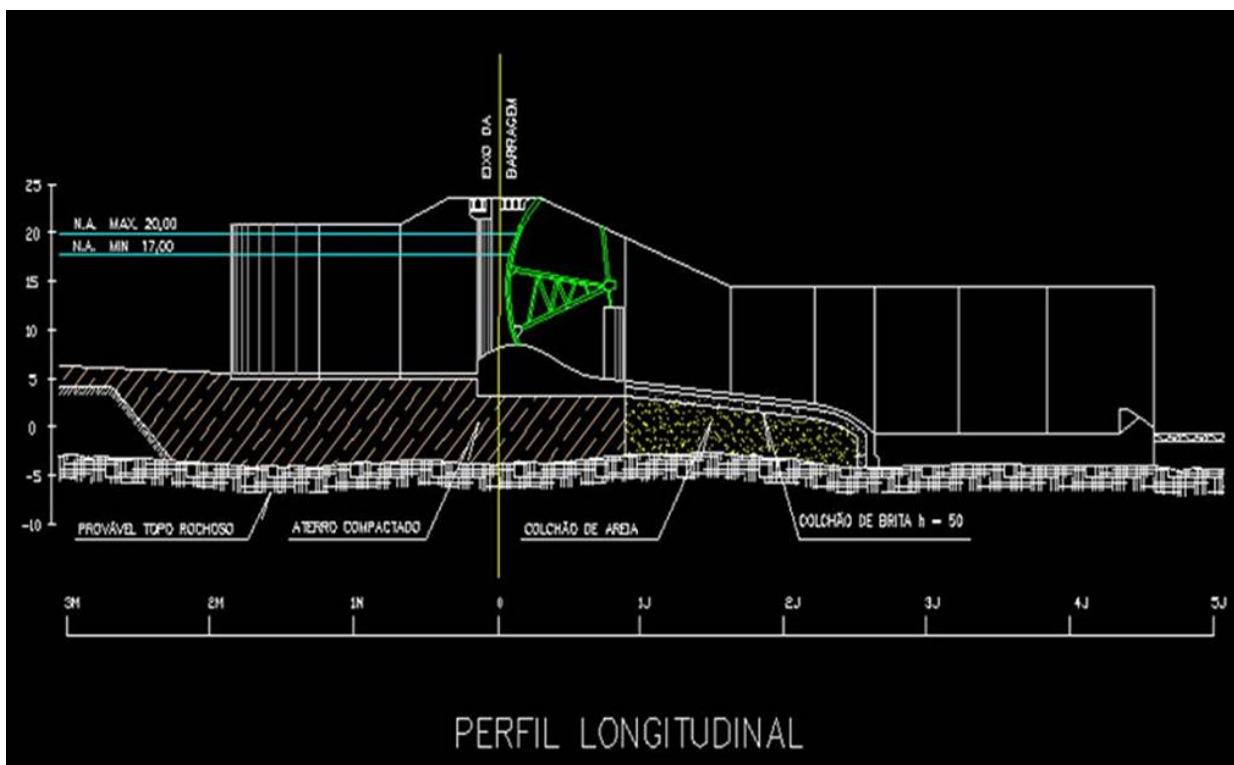 EIXO DA
BARRAGEM
25
N.A. MAX. 20,00
20
N.A. MIN 17,00
15
10
5
0
-5
-10
PROVÁVEL TOPO ROCHOSO
ATERRO COMPACTADO
COLCHÃO DE AREIA
COLCHÃO DE BRITA h = 50
3M 2M 1M 0 1J 2J 3J 4J 5J
PERFIL LONGITUDINAL